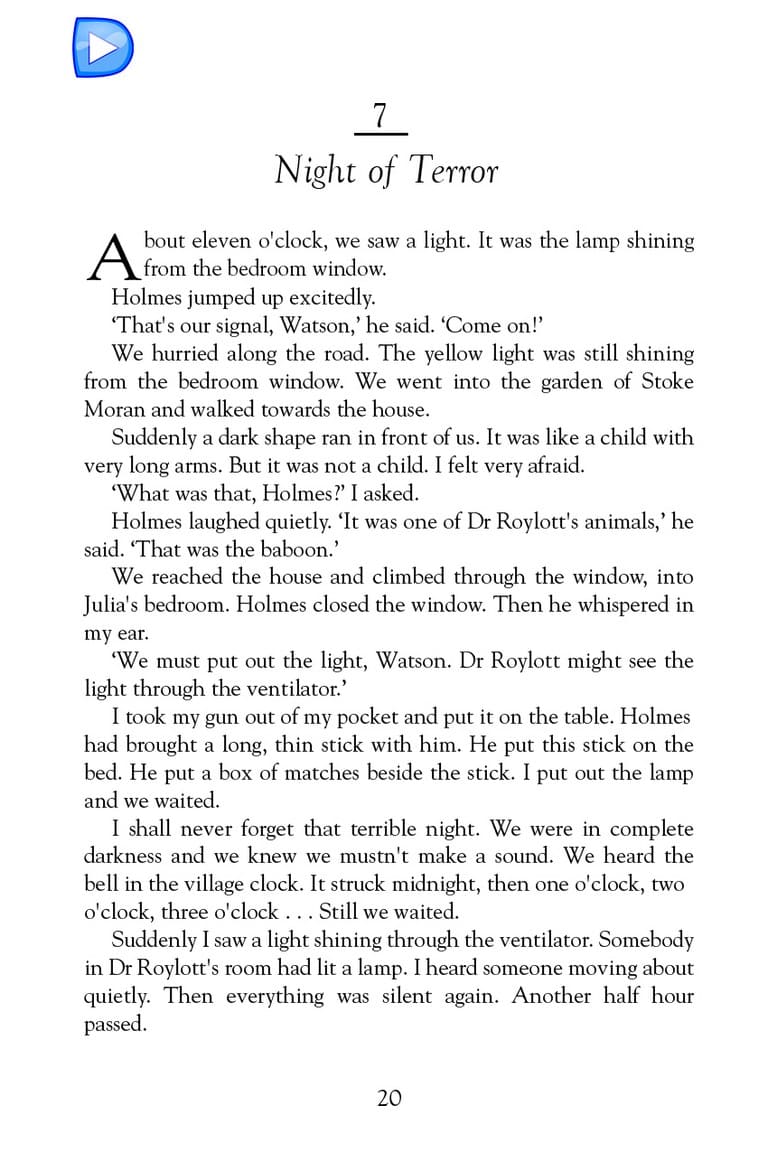 7
Night of Terror
About eleven o'clock, we saw a light. It was the lamp shining
from the bedroom window.
Holmes jumped up excitedly.
‘That's our signal, Watson,’ he said. ‘Come on!’
We hurried along the road. The yellow light was still shining
from the bedroom window. We went into the garden of Stoke
Moran and walked towards the house.
Suddenly a dark shape ran in front of us. It was like a child with
very long arms. But it was not a child. I felt very afraid.
‘What was that, Holmes?’ I asked.
Holmes laughed quietly. ‘It was one of Dr Roylott's animals,’ he
said. ‘That was the baboon.’
We reached the house and climbed through the window, into
Julia's bedroom. Holmes closed the window. Then he whispered in
my ear.
‘We must put out the light, Watson. Dr Roylott might see the
light through the ventilator.’
I took my gun out of my pocket and put it on the table. Holmes
had brought a long, thin stick with him. He put this stick on the
bed. He put a box of matches beside the stick. I put out the lamp
and we waited.
I shall never forget that terrible night. We were in complete
darkness and we knew we mustn't make a sound. We heard the
bell in the village clock. It struck midnight, then one o'clock, two
o'clock, three o'clock . . . Still we waited.
Suddenly I saw a light shining through the ventilator. Somebody
in Dr Roylott's room had lit a lamp. I heard someone moving about
quietly. Then everything was silent again. Another half hour
passed.
20